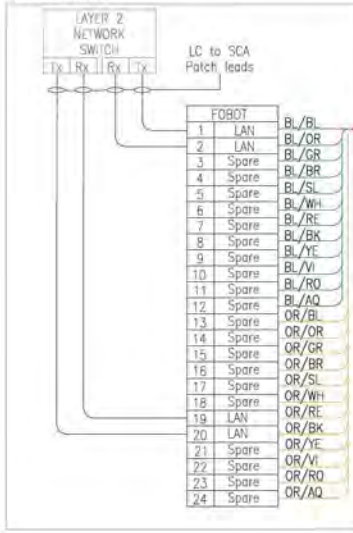 LAYER 2
NETWORK
SWITCH
Tx Rx Rx Tx
LC to SCA
Patch leads
FOBOT
1 LAN BL/BL
2 LAN BL/OR
3 Spare BL/GR
4 Spare BL/BR
5 Spare BL/SL
6 Spare BL/WH
7 Spare BL/RE
8 Spare BL/BK
9 Spare BL/YE
10 Spare BL/VI
11 Spare BL/RO
12 Spare BL/AQ
13 Spare OR/BL
14 Spare OR/OR
15 Spare OR/GR
16 Spare OR/BR
17 Spare OR/SL
18 Spare OR/WH
19 LAN OR/RE
20 LAN OR/BK
21 Spare OR/YE
22 Spare OR/VI
23 Spare OR/RO
24 Spare OR/AQ